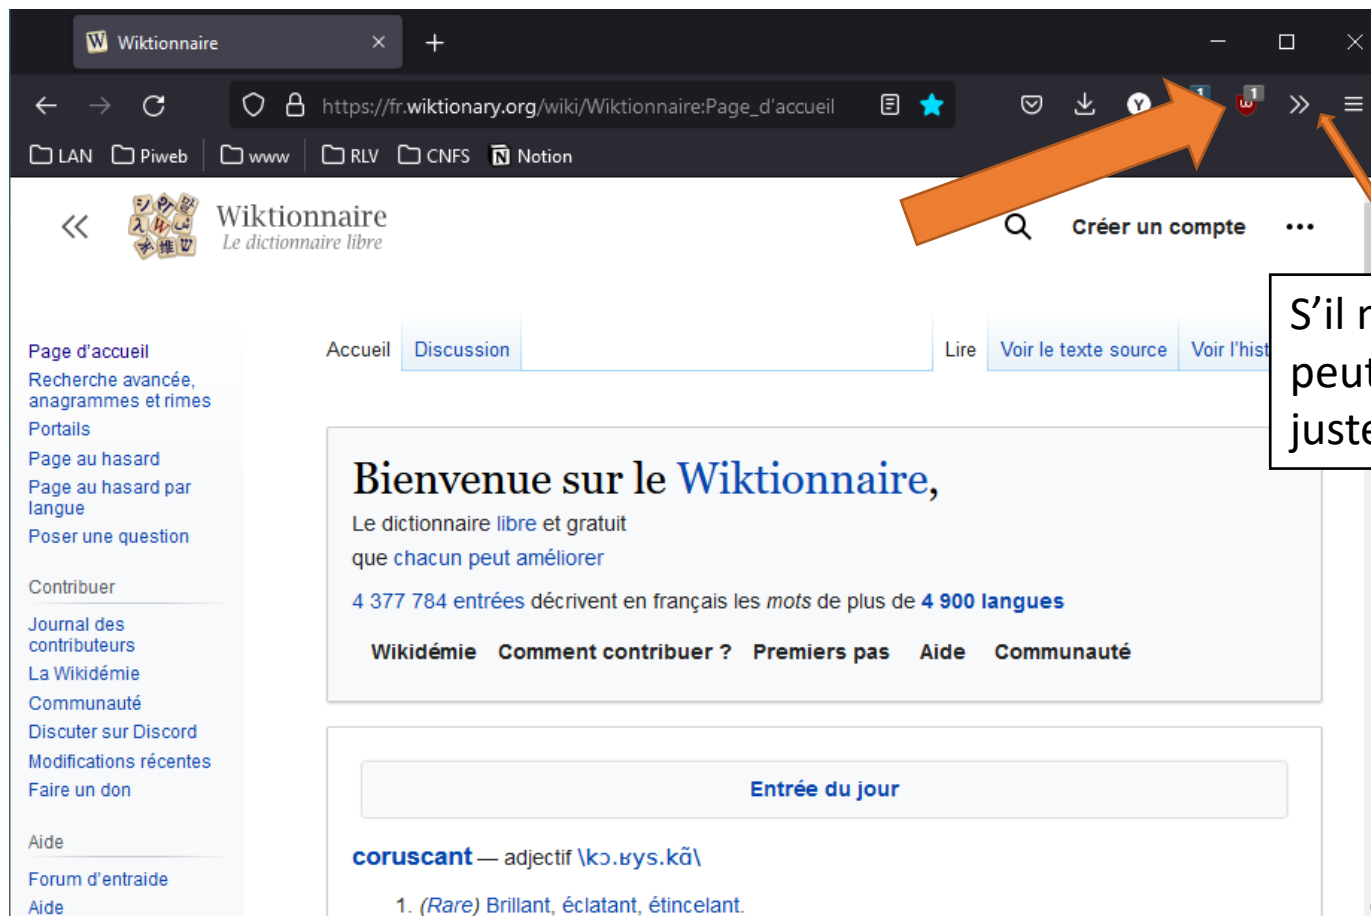 Wiktionnaire
https://fr.wiktionary.org/wiki/Wiktionnaire:Page_d'accueil
1 1
LAN Piweb www RLV CNFS Notion
Wiktionnaire
Le dictionnaire libre
Créer un compte
S'il
peut
juste
Accueil Discussion Lire Voir le texte source Voir l'hist
Page d'accueil
Recherche avancée,
anagrammes et rimes
Portails
Page au hasard
Page au hasard par
langue
Poser une question
Contribuer
Journal des
contributeurs
La Wikidémie
Communauté
Discuter sur Discord
Modifications récentes
Faire un don
Aide
Forum d'entraide
Aide
Bienvenue sur le Wiktionnaire,
Le dictionnaire libre et gratuit
que chacun peut améliorer
4 377 784 entrées décrivent en français les mots de plus de 4 900 langues
Wikidémie Comment contribuer ? Premiers pas Aide Communauté
Entrée du jour
coruscant — adjectif \kɔ.ʁys.kɑ̃\
1. (Rare) Brillant, éclatant, étincelant.